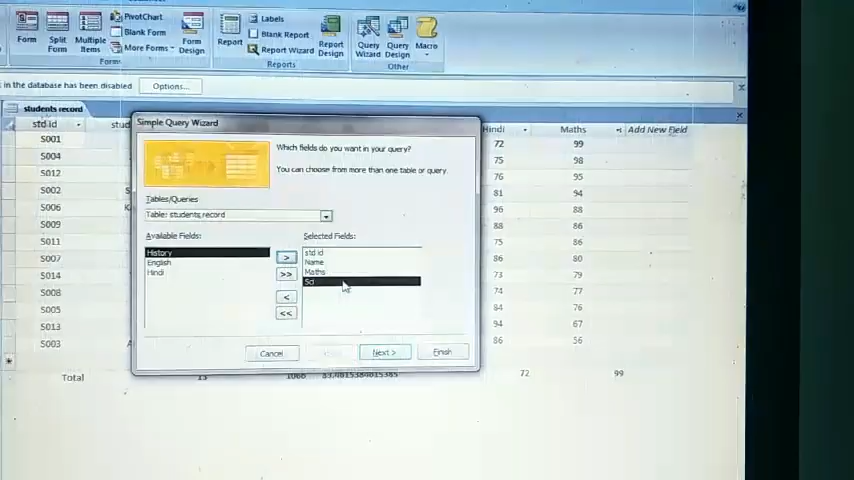 PivotChart
Labels
Blank Form
Blank Report
Form
Split Form
Multiple Items
More Forms
Form Design
Report
Report Wizard
Report Design
Query Wizard
Query Design
Macro
Forms
Reports
Other
in the database has been disabled
Options...
students record
std id
Hindi
Maths
Add New Field
S001
S004
S012
S002
S006
S009
S011
S007
S014
S008
S005
S013
S003
Total
Simple Query Wizard
Which fields do you want in your query?
You can choose from more than one table or query.
Tables/Queries
Table: students record
Available Fields:
Selected Fields:
History
English
Hindi
>
>>
<
<<
std id
Name
Maths
Sci
Cancel
Next >
Finish
72 99
75 98
76 95
81 94
96 88
88 86
75 86
86 80
73 79
74 77
84 76
94 67
86 56
72 99